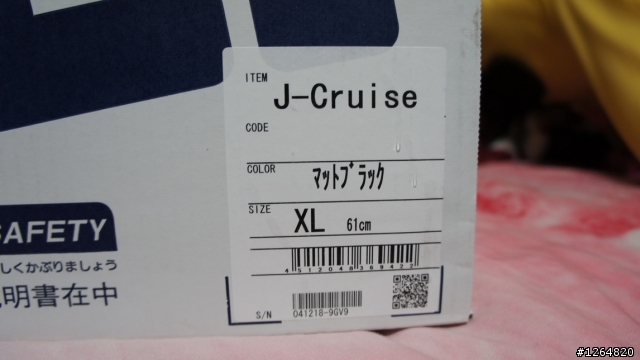 ITEM
J-Cruise
CODE
COLOR
ﾏｯﾄﾌﾞﾗｯｸ
SIZE
XL 61cm
4512048369422
S/N 041218-9GV9
SAFETY
しくかぶりましょう
明書在中
#1264820